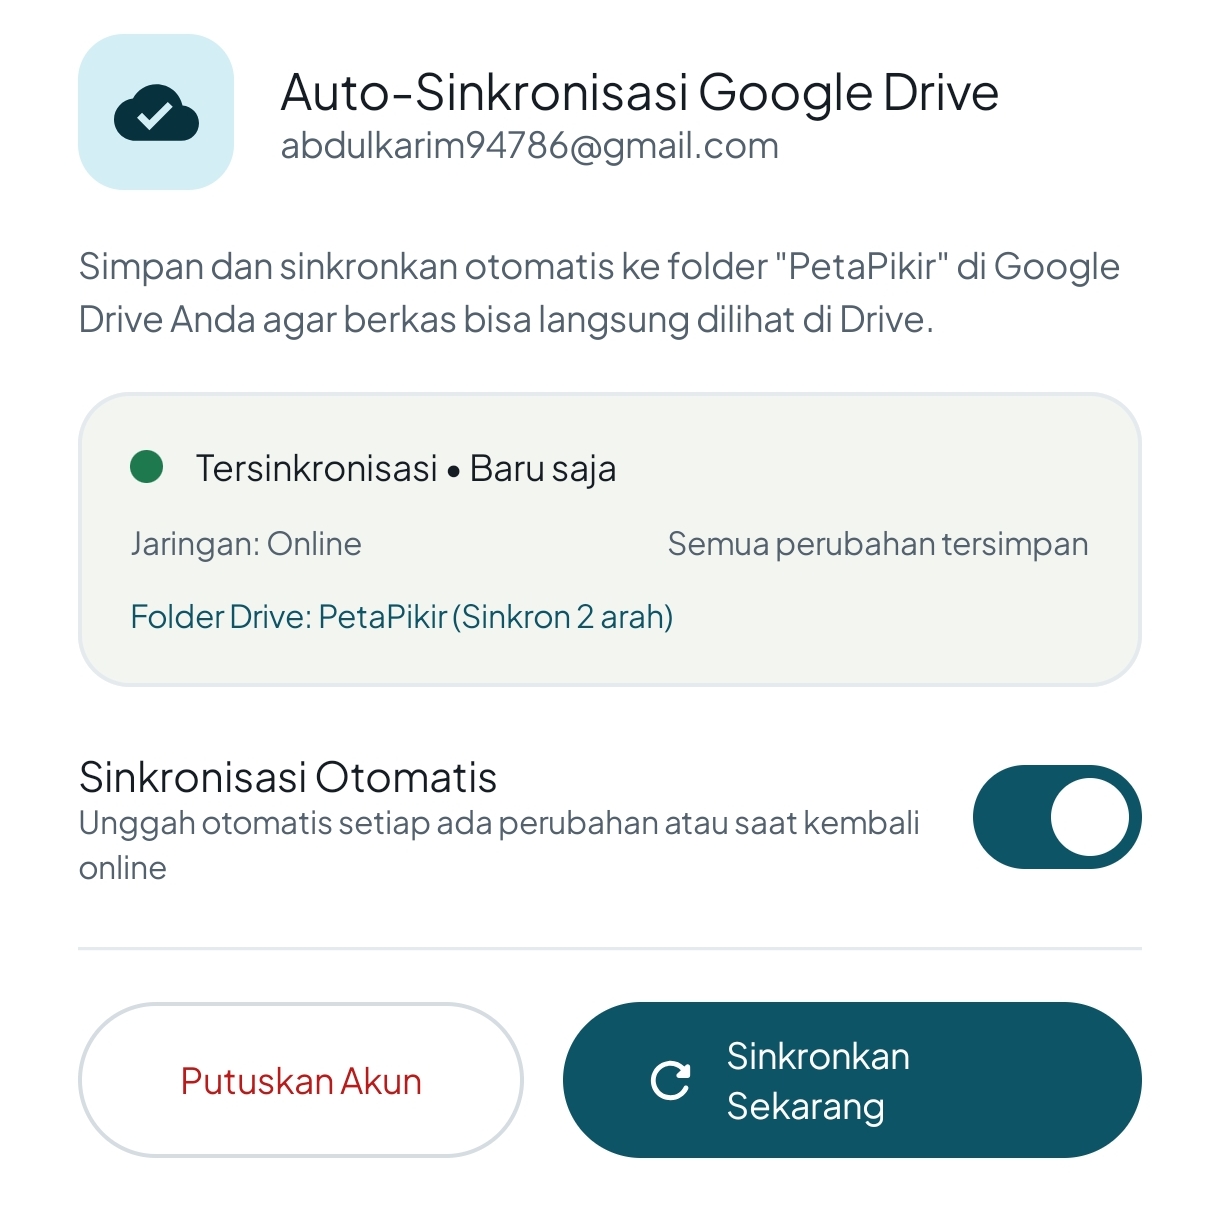 Auto-Sinkronisasi Google Drive
abdulkarim94786@gmail.com
Simpan dan sinkronkan otomatis ke folder "PetaPikir" di Google
Drive Anda agar berkas bisa langsung dilihat di Drive.
Tersinkronisasi • Baru saja
Jaringan: Online
Semua perubahan tersimpan
Folder Drive: PetaPikir (Sinkron 2 arah)
Sinkronisasi Otomatis
Unggah otomatis setiap ada perubahan atau saat kembali
online
Putuskan Akun
Sinkronkan
Sekarang